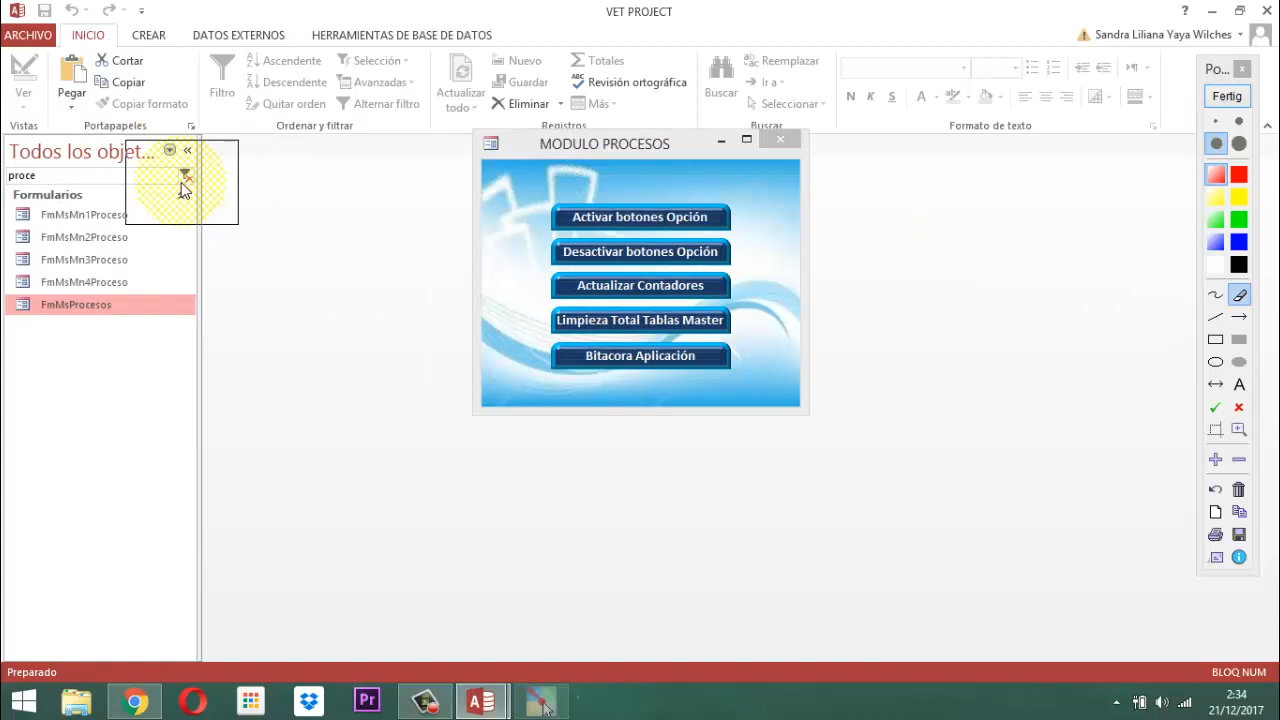 VET PROJECT
?
ARCHIVO INICIO CREAR DATOS EXTERNOS HERRAMIENTAS DE BASE DE DATOS Sandra Liliana Yaya Wilches
Ver
Vistas
Pegar
Cortar
Copiar
Copiar formato
Portapapeles
Filtro
Ascendente
Descendente
Quitar orden
Selección
Avanzadas
Alternar filtro
Ordenar y filtrar
Actualizar
todo
Nuevo
Guardar
Eliminar
Totales
Revisión ortográfica
Más
Registros
Buscar
Reemplazar
Ir a
Seleccionar
Buscar
N K S A
Formato de texto
Po...
Fertig
A
Todos los objet...
proce
Formularios
FmMsMn1Proceso
FmMsMn2Proceso
FmMsMn3Proceso
FmMsMn4Proceso
FmMsProcesos
MODULO PROCESOS
Activar botones Opción
Desactivar botones Opción
Actualizar Contadores
Limpieza Total Tablas Master
Bitacora Aplicación
Preparado
BLOQ NUM
Pr
2:34
21/12/2017